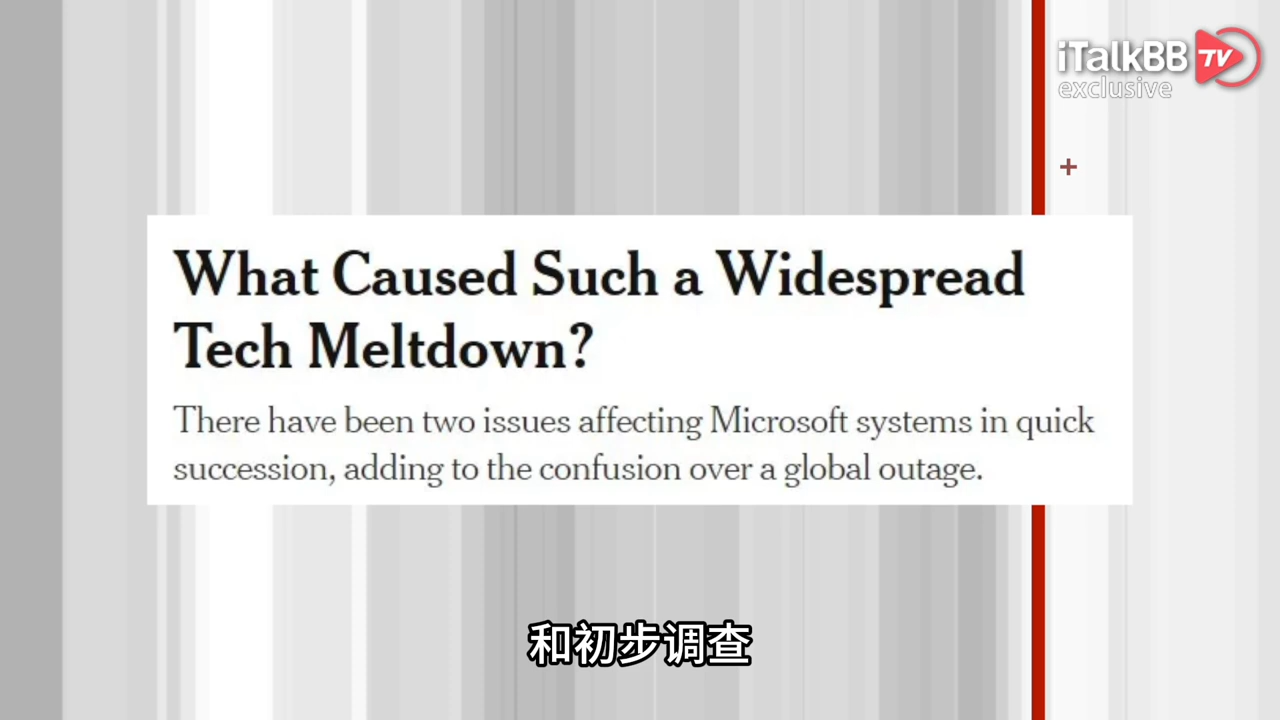 iTalkBB TV
exclusive
What Caused Such a Widespread
Tech Meltdown?
There have been two issues affecting Microsoft systems in quick
succession, adding to the confusion over a global outage.
和初步调查